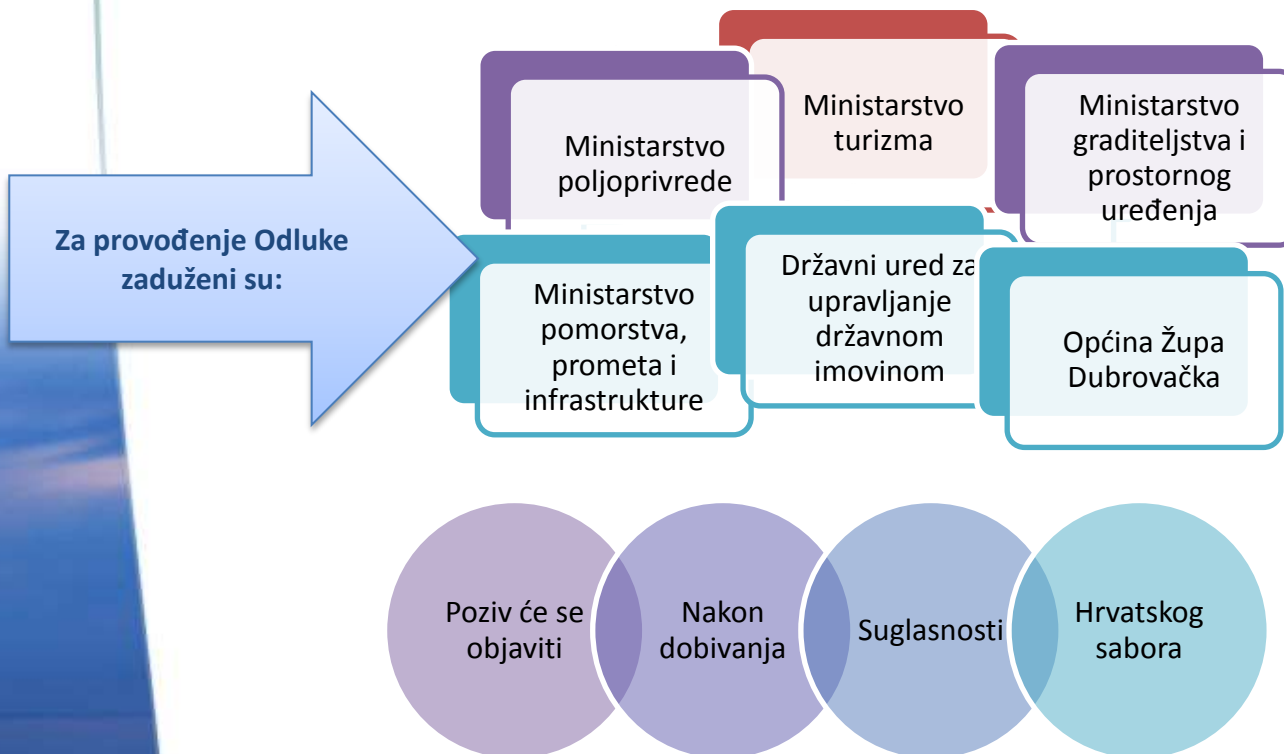 Za provođenje Odluke
zaduženi su:
Ministarstvo
poljoprivrede
Ministarstvo
turizma
Ministarstvo
graditeljstva i
prostornog
uređenja
Ministarstvo
pomorstva,
prometa i
infrastrukture
Državni ured za
upravljanje
državnom
imovinom
Općina Župa
Dubrovačka
Poziv će se
objaviti
Nakon
dobivanja
Suglasnosti
Hrvatskog
sabora